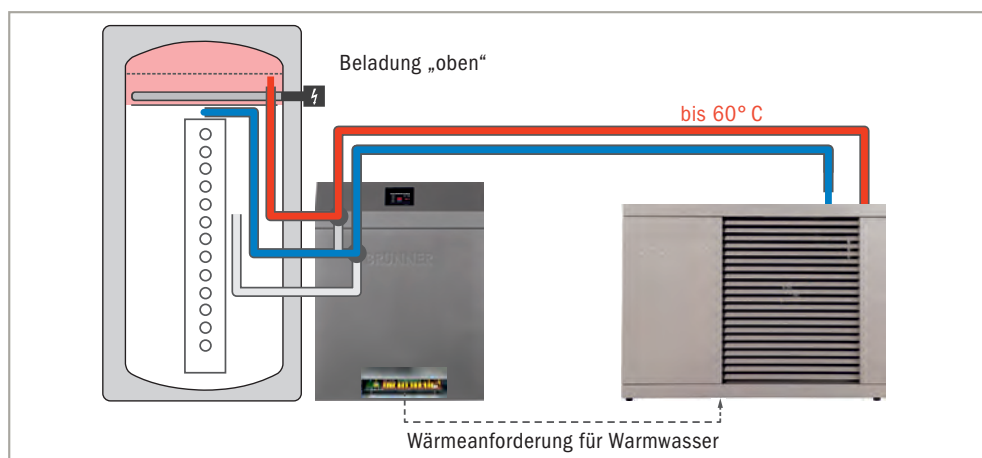 Beladung „oben“
bis 60° C
BRUNNER
Wärmeanforderung für Warmwasser